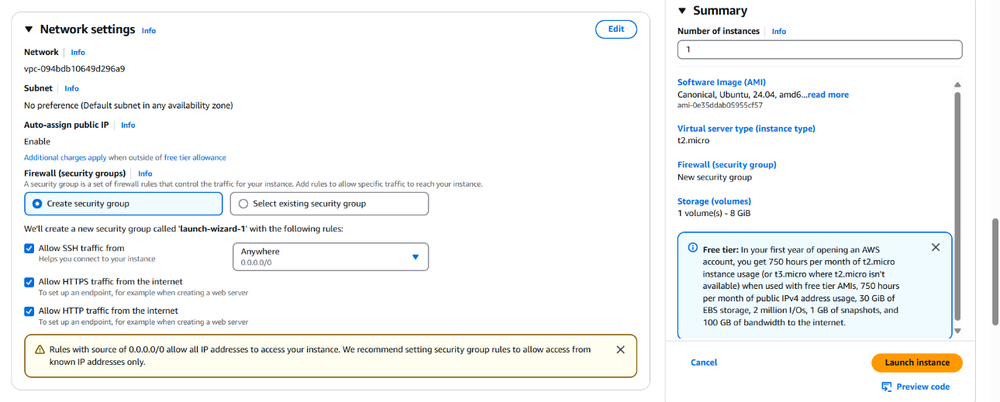 Network settings Info
Edit
Network Info
vpc-094bdb10649d296a9
Subnet Info
No preference (Default subnet in any availability zone)
Auto-assign public IP Info
Enable
Additional charges apply when outside of free tier allowance
Firewall (security groups) Info
A security group is a set of firewall rules that control the traffic for your instance. Add rules to allow specific traffic to reach your instance.
Create security group
Select existing security group
We'll create a new security group called 'launch-wizard-1' with the following rules:
Allow SSH traffic from
Helps you connect to your instance
Anywhere
0.0.0.0/0
Allow HTTPS traffic from the internet
To set up an endpoint, for example when creating a web server
Allow HTTP traffic from the internet
To set up an endpoint, for example when creating a web server
Rules with source of 0.0.0.0/0 allow all IP addresses to access your instance. We recommend setting security group rules to allow access from
known IP addresses only.
Summary
Number of instances Info
1
Software Image (AMI)
Canonical, Ubuntu, 24.04, amd6...read more
ami-0e35ddab05955cf57
Virtual server type (instance type)
t2.micro
Firewall (security group)
New security group
Storage (volumes)
1 volume(s) - 8 GiB
Free tier: In your first year of opening an AWS
account, you get 750 hours per month of t2.micro
instance usage (or t3.micro where t2.micro isn't
available) when used with free tier AMIs, 750 hours
per month of public IPv4 address usage, 30 GiB of
EBS storage, 2 million I/Os, 1 GB of snapshots, and
100 GB of bandwidth to the internet.
Cancel
Launch instance
Preview code